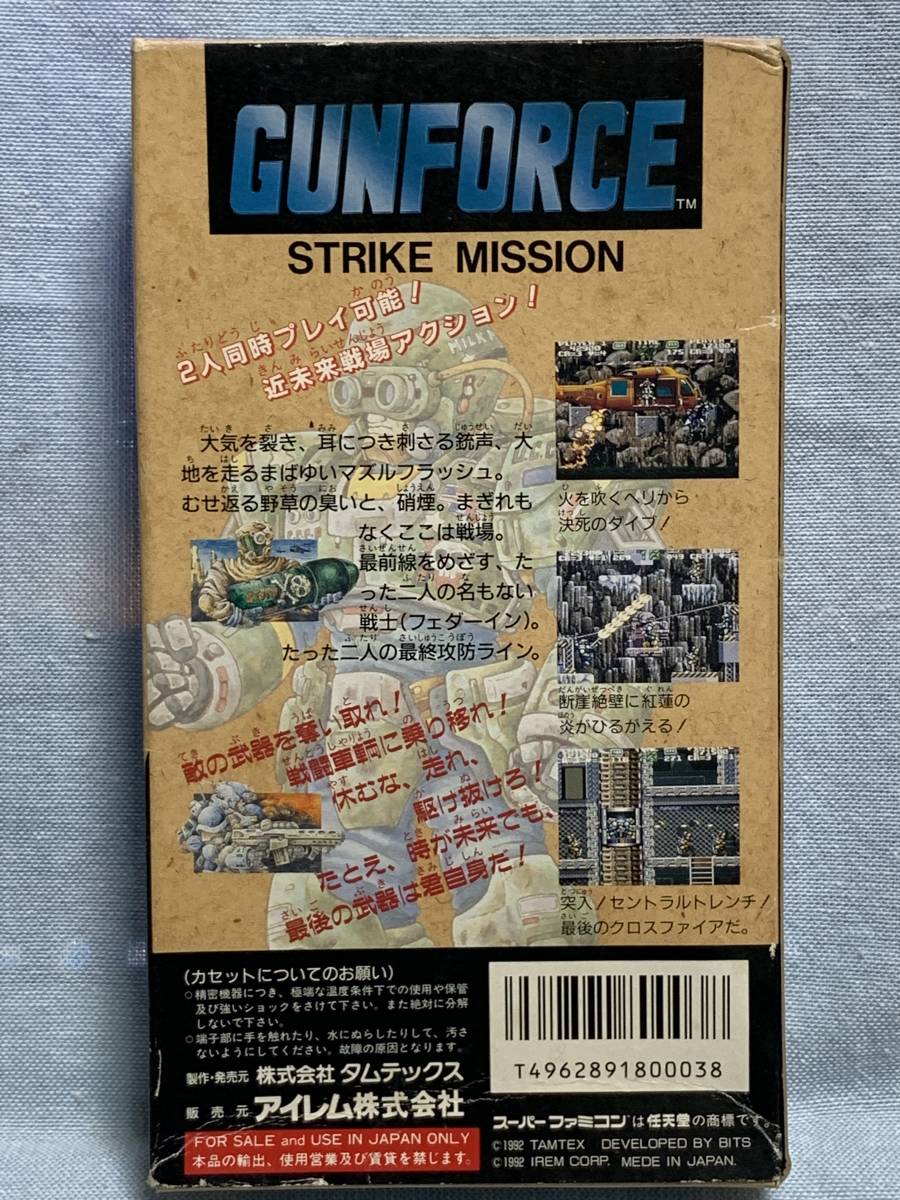 GUNFORCE TM
STRIKE MISSION
2人同時プレイ可能!
近未来戦場アクション!
大気を裂き、耳につき刺さる銃声、大
地を走るまばゆいマズルフラッシュ。
むせ返る野草の臭いと、硝煙。まぎれも
なくここは戦場。
最前線をめざす、た
った二人の名もない
戦士(フェダーイン)。
たった二人の最終攻防ライン。
MILKY
敵の武器を奪い取れ!
戦闘車輌に乗り移れ!
休むな、走れ、
駆け抜けろ!
たとえ、時が未来でも、
最後の武器は君自身だ!
火を吹くヘリから
決死のダイブ!
断崖絶壁に紅蓮の
炎がひるがえる!
突入!セントラルトレンチ!
最後のクロスファイアだ。
(カセットについてのお願い)
○精密機器につき、極端な温度条件下での使用や保管
及び強いショックをさけて下さい。また絶対に分解
しないで下さい。
○端子部に手を触れたり、水にぬらしたりして、汚さ
ないようにしてください。故障の原因となります。
製作・発売元 株式会社 タムテックス
販売元 アイレム株式会社
FOR SALE and USE IN JAPAN ONLY
本品の輸出、使用営業及び賃貸を禁じます。
T4962891800038
スーパーファミコンは任天堂の商標です。
©1992 TAMTEX DEVELOPED BY BITS
©1992 IREM CORP. MEDE IN JAPAN.